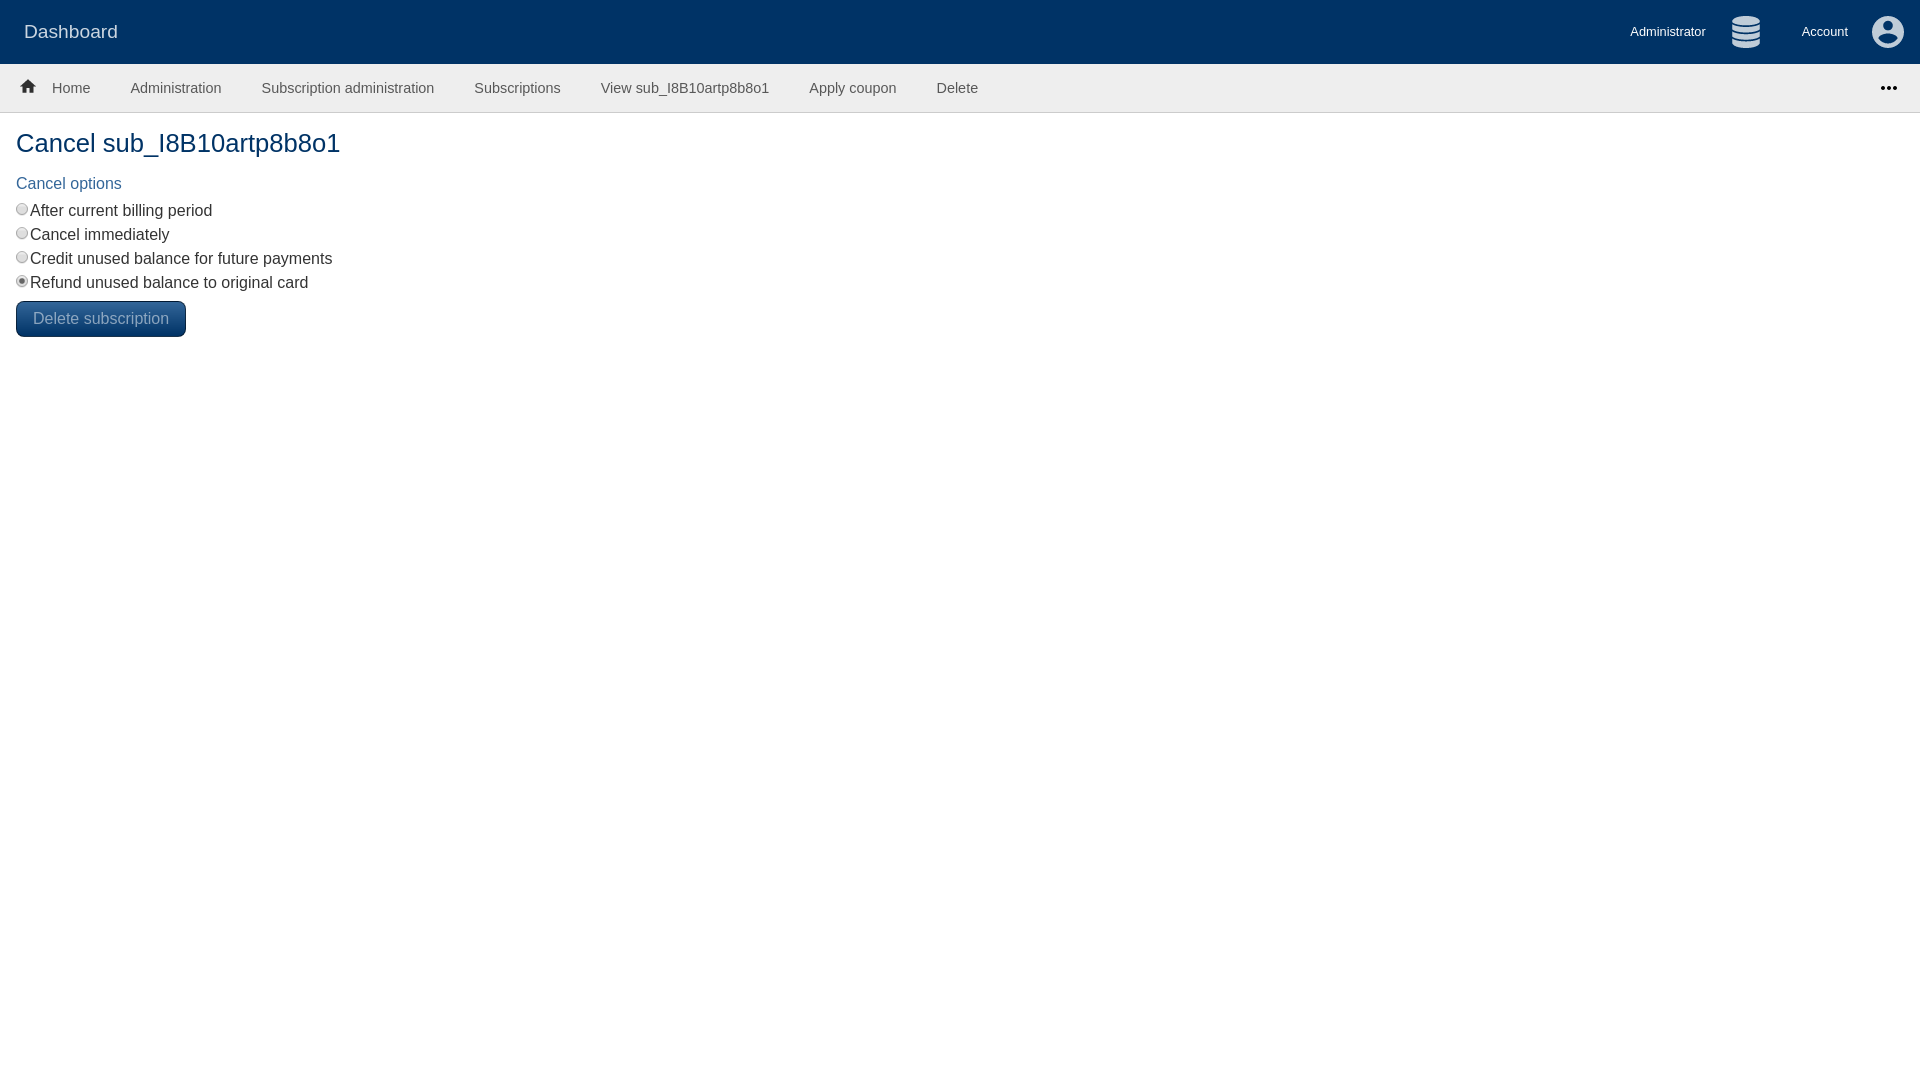 Dashboard
Administrator
Account
Home
Administration
Subscription administration
Subscriptions
View sub_I8B10artp8b8o1
Apply coupon
Delete
Cancel sub_I8B10artp8b8o1
Cancel options
After current billing period
Cancel immediately
Credit unused balance for future payments
Refund unused balance to original card
Delete subscription